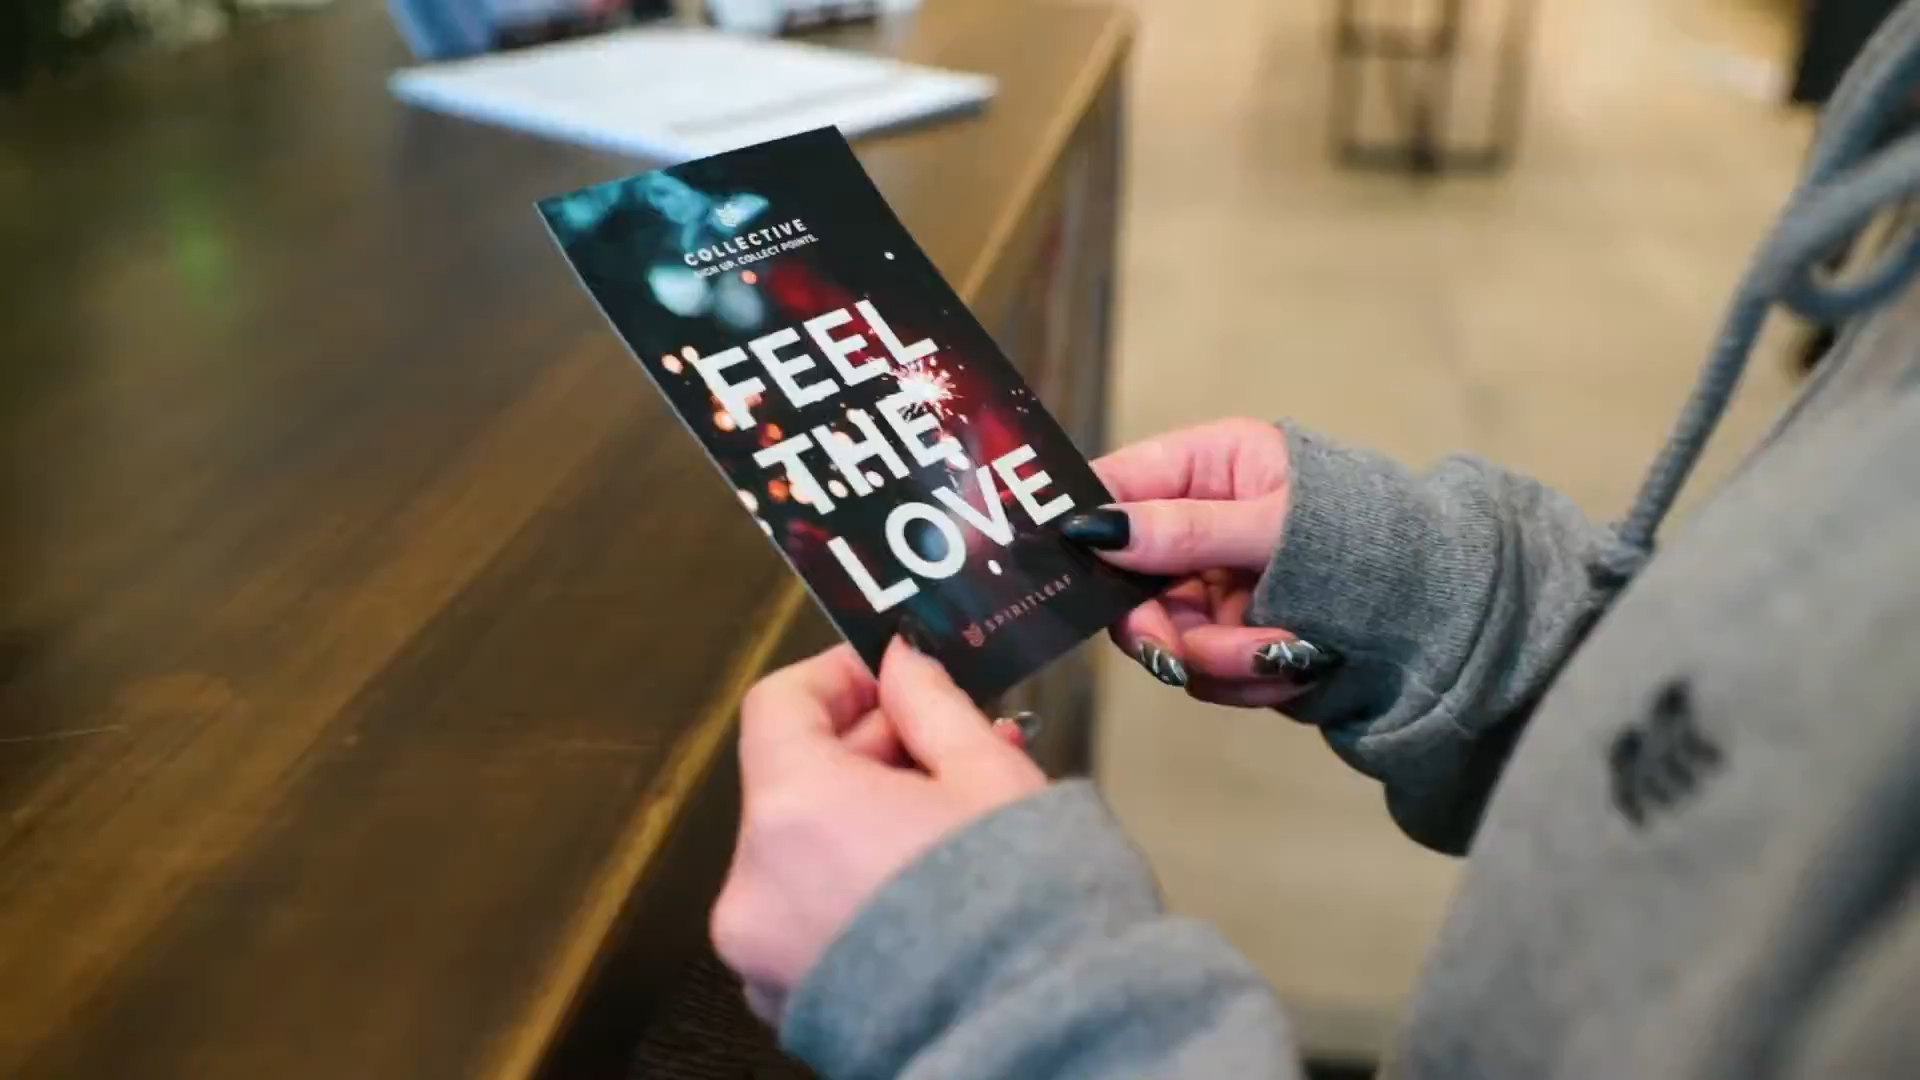 COLLECTIVE
SIGN UP. COLLECT POINTS.
FEEL
THE
LOVE
SPIRITLEAF